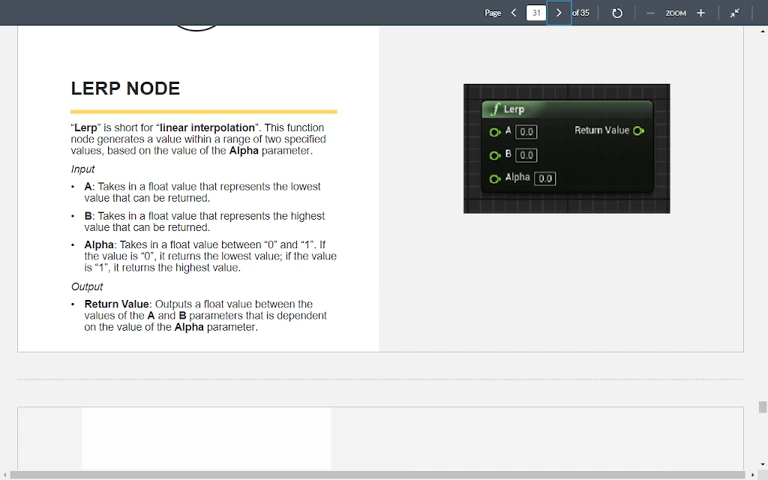 Page 31 of 35 ZOOM
LERP NODE
“Lerp” is short for “linear interpolation”. This function
node generates a value within a range of two specified
values, based on the value of the Alpha parameter.
Input
• A: Takes in a float value that represents the lowest
value that can be returned.
• B: Takes in a float value that represents the highest
value that can be returned.
• Alpha: Takes in a float value between “0” and “1”. If
the value is “0”, it returns the lowest value; if the value
is “1”, it returns the highest value.
Output
• Return Value: Outputs a float value between the
values of the A and B parameters that is dependent
on the value of the Alpha parameter.
f Lerp
A 0.0 Return Value
B 0.0
Alpha 0.0